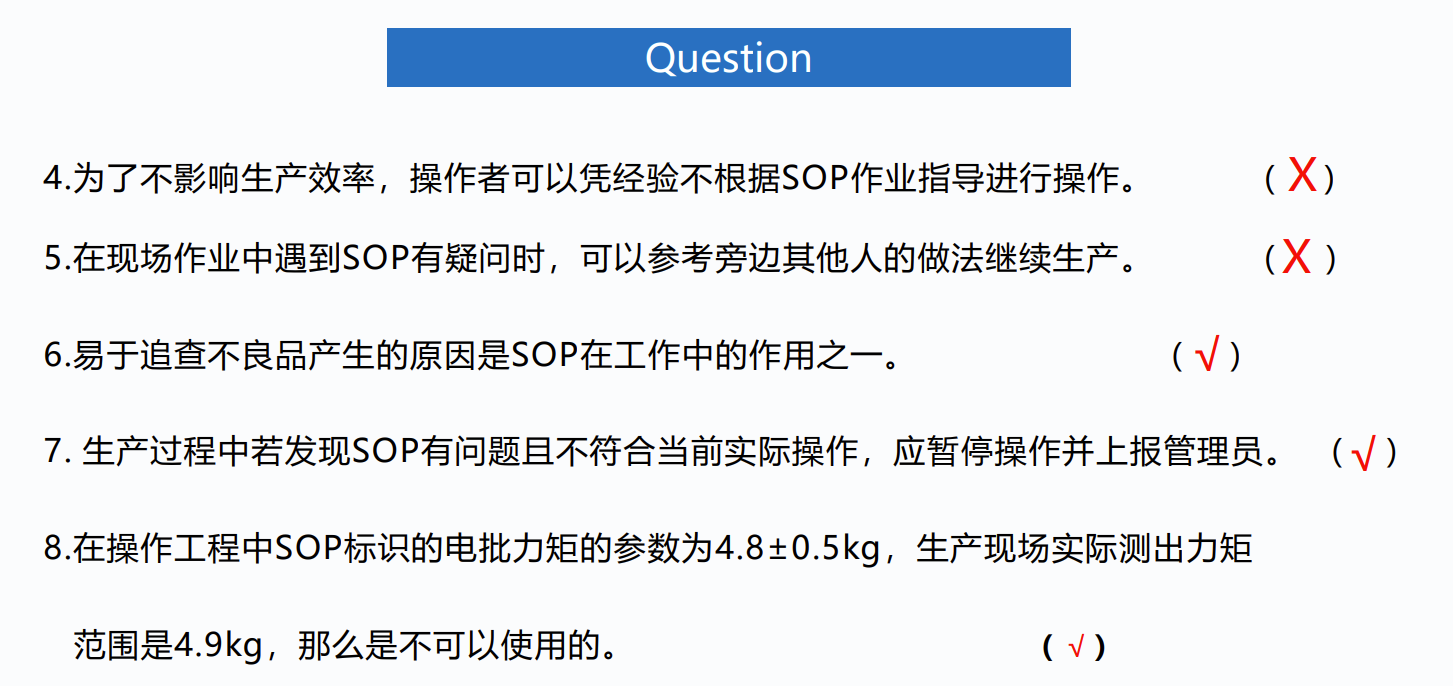 Question
4.为了不影响生产效率，操作者可以凭经验不根据SOP作业指导进行操作。 （X）
5.在现场作业中遇到SOP有疑问时，可以参考旁边其他人的做法继续生产。 （X）
6.易于追查不良品产生的原因是SOP在工作中的作用之一。 （√）
7. 生产过程中若发现SOP有问题且不符合当前实际操作，应暂停操作并上报管理员。 （√）
8.在操作工程中SOP标识的电批力矩的参数为4.8±0.5kg，生产现场实际测出力矩
范围是4.9kg，那么是不可以使用的。 （√）